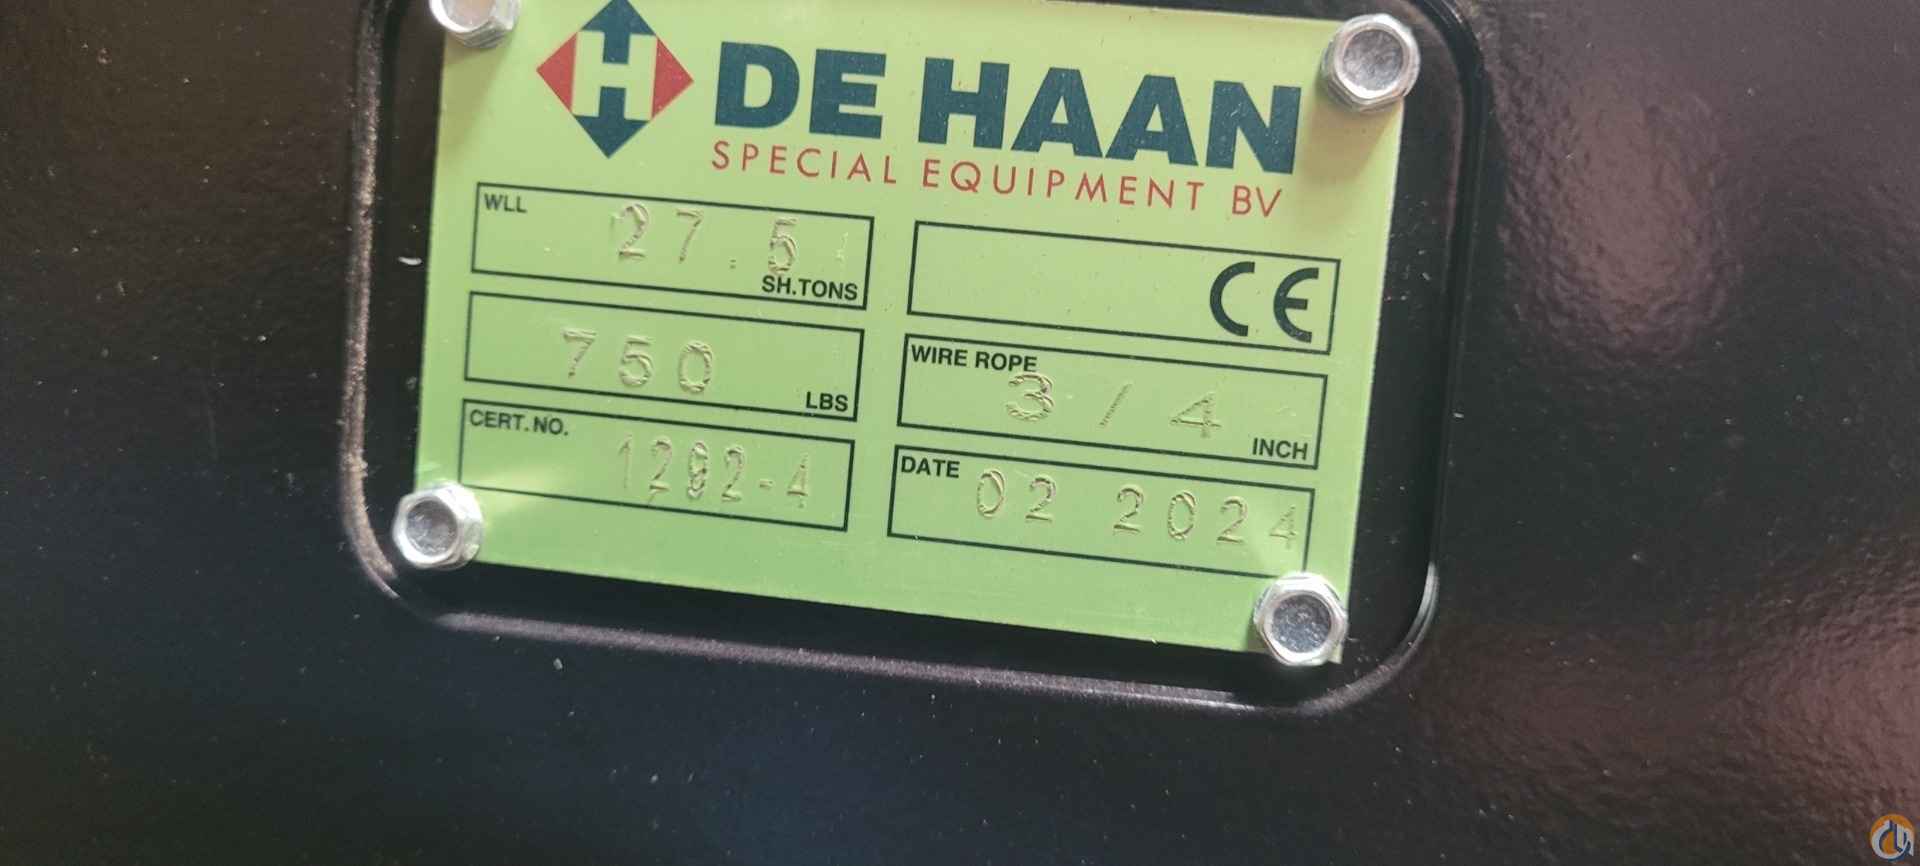 H DE HAAN
SPECIAL EQUIPMENT BV
WLL 27.5 SH.TONS
CE
750 LBS
WIRE ROPE 3/4 INCH
CERT.NO.
DATE 02 2024